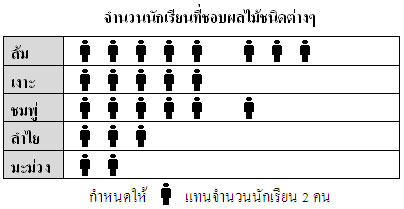 จำนวนนักเรียนที่ชอบผลไม้ชนิดต่างๆ
ส้ม
เงาะ
ชมพู่
ลำไย
มะม่วง
กำหนดให้ แทนจำนวนนักเรียน 2 คน